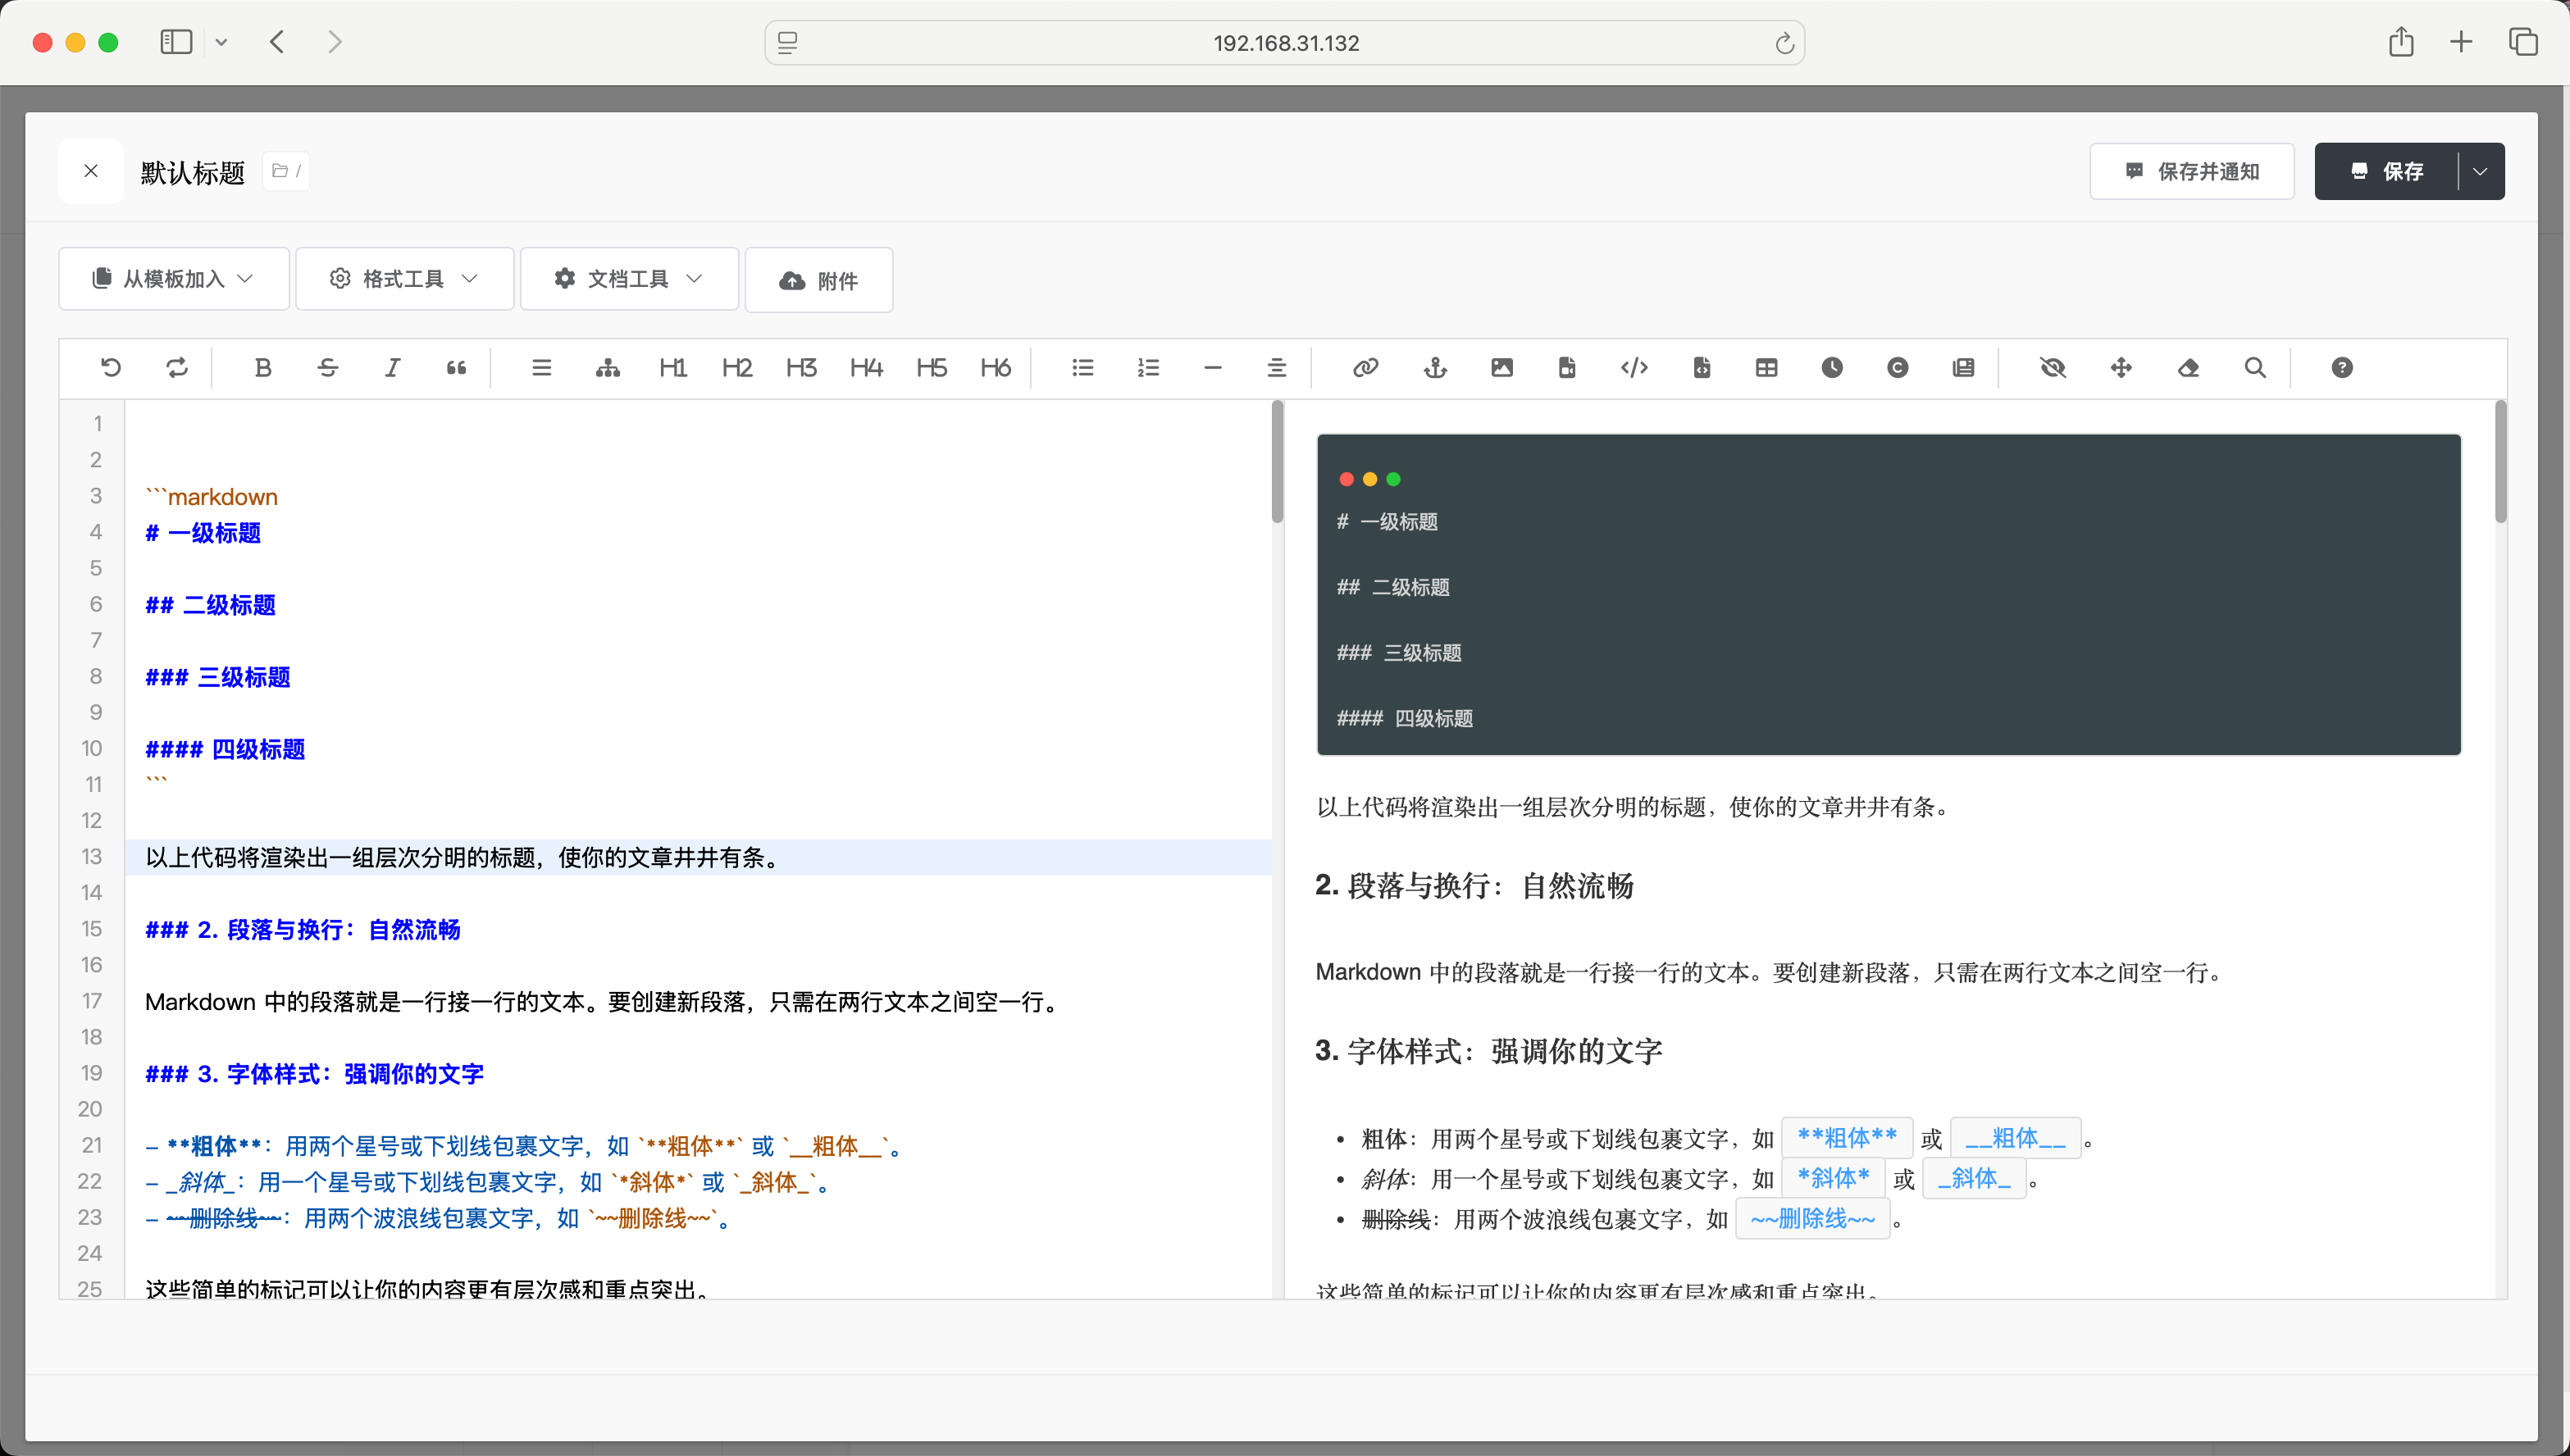 192.168.31.132
默认标题 /
保存并通知 保存
从模板加入 格式工具 文档工具 附件
B S I “ H1 H2 H3 H4 H5 H6 </> ?
1
2
3 ```markdown
4 # 一级标题
5
6 ## 二级标题
7
8 ### 三级标题
9
10 #### 四级标题
11 ```
12
13 以上代码将渲染出一组层次分明的标题，使你的文章井井有条。
14
15 ### 2. 段落与换行：自然流畅
16
17 Markdown 中的段落就是一行接一行的文本。要创建新段落，只需在两行文本之间空一行。
18
19 ### 3. 字体样式：强调你的文字
20
21 - **粗体**：用两个星号或下划线包裹文字，如 `**粗体**` 或 `__粗体__`。
22 - _斜体_：用一个星号或下划线包裹文字，如 `*斜体*` 或 `_斜体_`。
23 - ~~删除线~~：用两个波浪线包裹文字，如 `~~删除线~~`。
24
25 这些简单的标记可以让你的内容更有层次感和重点突出。
# 一级标题
## 二级标题
### 三级标题
#### 四级标题
以上代码将渲染出一组层次分明的标题，使你的文章井井有条。
2. 段落与换行：自然流畅
Markdown 中的段落就是一行接一行的文本。要创建新段落，只需在两行文本之间空一行。
3. 字体样式：强调你的文字
• 粗体：用两个星号或下划线包裹文字，如 **粗体** 或 __粗体__ 。
• 斜体：用一个星号或下划线包裹文字，如 *斜体* 或 _斜体_ 。
• 删除线：用两个波浪线包裹文字，如 ~~删除线~~ 。
这些简单的标记可以让你的内容更有层次感和重点突出。